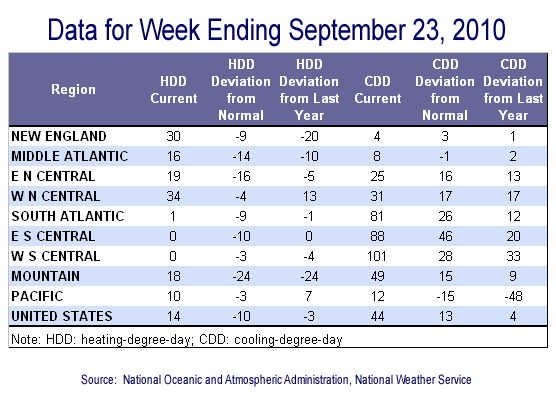 Data for Week Ending September 23, 2010
Region HDD Current HDD Deviation from Normal HDD Deviation from Last Year CDD Current CDD Deviation from Normal CDD Deviation from Last Year
NEW ENGLAND 30 -9 -20 4 3 1
MIDDLE ATLANTIC 16 -14 -10 8 -1 2
E N CENTRAL 19 -16 -5 25 16 13
W N CENTRAL 34 -4 13 31 17 17
SOUTH ATLANTIC 1 -9 -1 81 26 12
E S CENTRAL 0 -10 0 88 46 20
W S CENTRAL 0 -3 -4 101 28 33
MOUNTAIN 18 -24 -24 49 15 9
PACIFIC 10 -3 7 12 -15 -48
UNITED STATES 14 -10 -3 44 13 4
Note: HDD: heating-degree-day; CDD: cooling-degree-day
Source: National Oceanic and Atmospheric Administration, National Weather Service